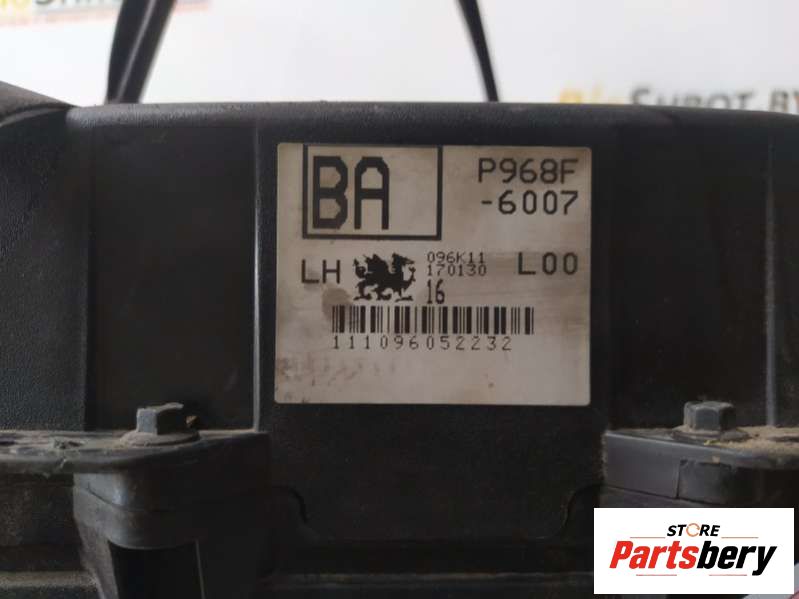 BA
P968F
-6007
LH
096K11
170130
L00
16
111096052232
STORE
Partsbery